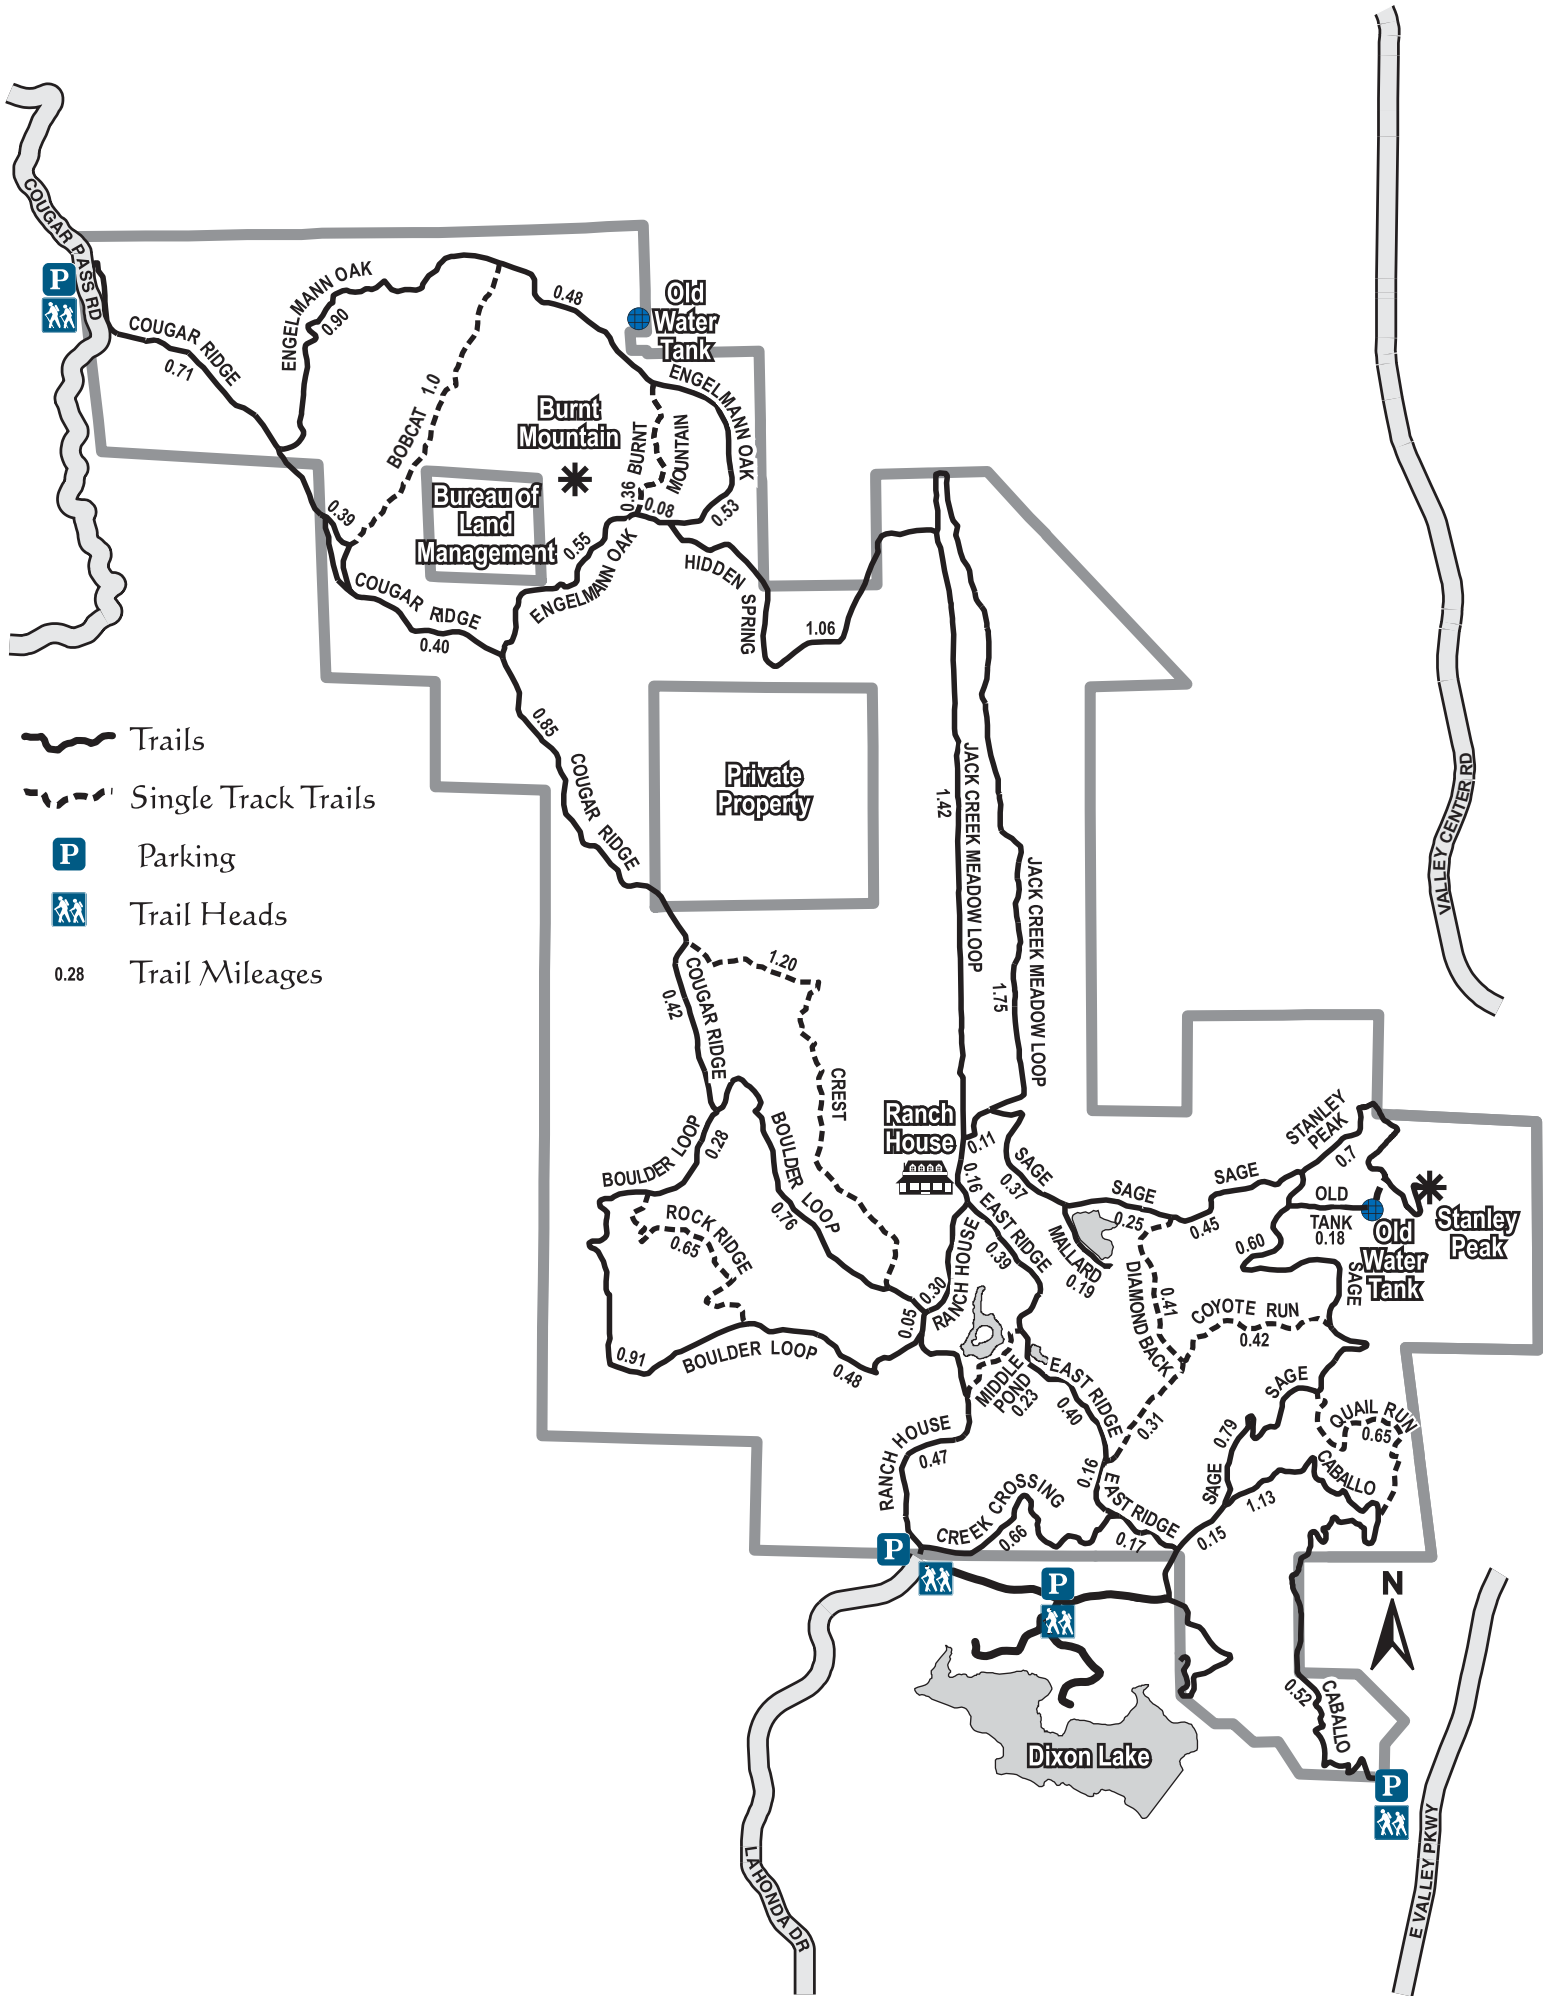 COUGAR PASS RD
P
COUGAR RIDGE
0.71
ENGELMANN OAK
0.90
0.48
Old
Water
Tank
BOBCAT 1.0
Burnt
Mountain
ENGELMANN OAK
BURNT
MOUNTAIN
0.36
0.08
0.53
Bureau of
Land
Management
0.39
0.55
ENGELMANN OAK
COUGAR RIDGE
0.40
HIDDEN SPRING
1.06
0.85
COUGAR RIDGE
Private
Property
Trails
Single Track Trails
P
Parking
Trail Heads
0.28
Trail Mileages
JACK CREEK MEADOW LOOP
1.42
JACK CREEK MEADOW LOOP
1.75
VALLEY CENTER RD
1.20
CREST
COUGAR RIDGE
0.42
BOULDER LOOP
0.28
BOULDER LOOP
0.76
ROCK RIDGE
0.65
0.91
BOULDER LOOP
0.48
0.05
0.30
RANCH HOUSE
Ranch
House
0.11
0.16
EAST RIDGE
0.39
SAGE
0.37
SAGE
0.25
MALLARD
0.19
SAGE
0.45
STANLEY
PEAK
0.7
OLD
TANK
0.18
Old
Water
Tank
Stanley
Peak
0.60
SAGE
DIAMOND BACK
0.41
COYOTE RUN
0.42
0.31
MIDDLE
POND
0.23
EAST RIDGE
0.40
0.16
EAST RIDGE
0.17
SAGE
SAGE
0.79
QUAIL RUN
0.65
CABALLO
1.13
0.15
RANCH HOUSE
0.47
CREEK CROSSING
0.66
P
P
N
Dixon Lake
0.52
CABALLO
P
LAHONDA DR
E VALLEY PKWY